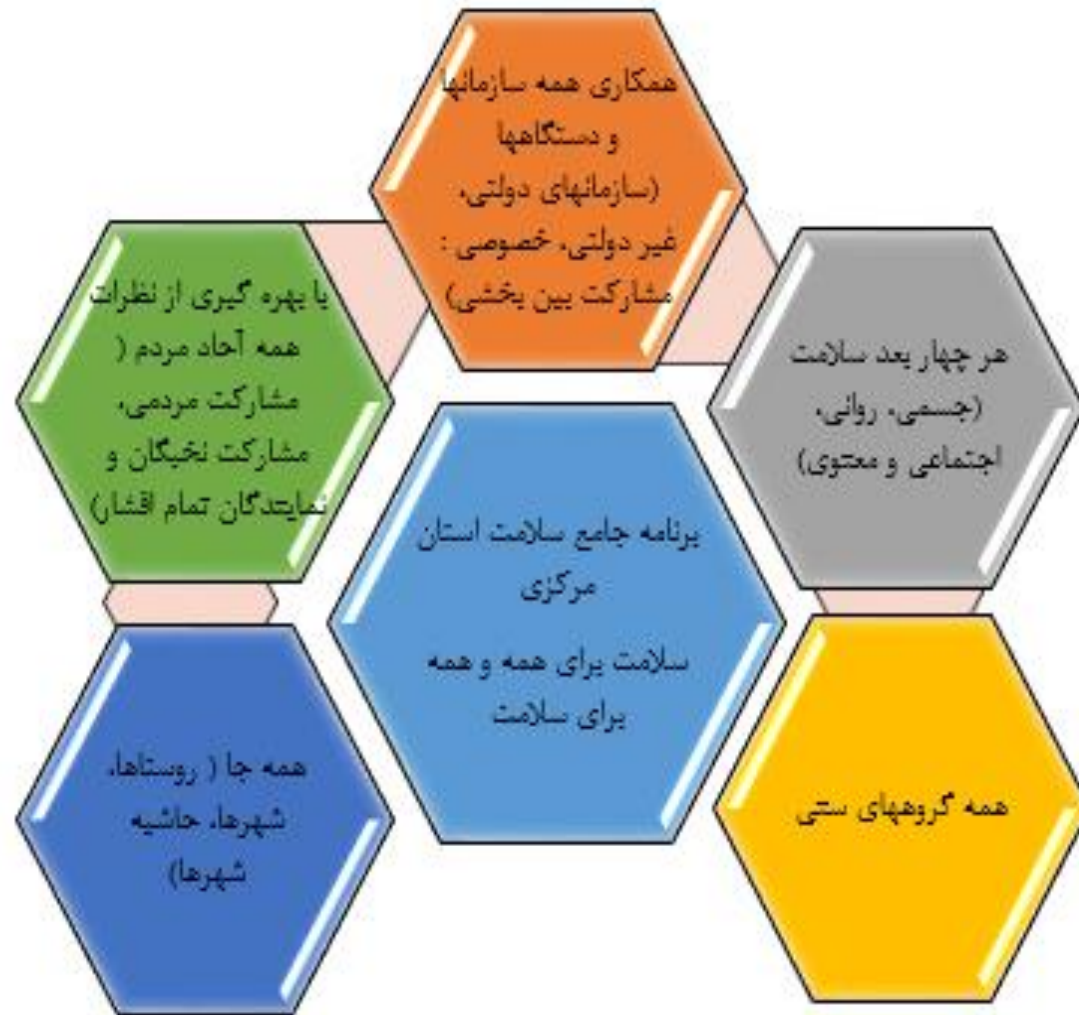 همکاری همه سازمانها
و دستگاهها
(سازمانهای دولتی،
غیر دولتی، خصوصی :
مشارکت بین بخشی)
هر چهار بعد سلامت
(جسمی، روانی،
اجتماعی و معنوی)
با بهره گیری از نظرات
همه آحاد مردم (
مشارکت مردمی،
مشارکت نخبگان و
نمایندگان تمام اقشار)
برنامه جامع سلامت استان
مرکزی
سلامت برای همه و همه
برای سلامت
همه گروههای سنی
همه جا ( روستاها،
شهرها، حاشیه
شهرها)